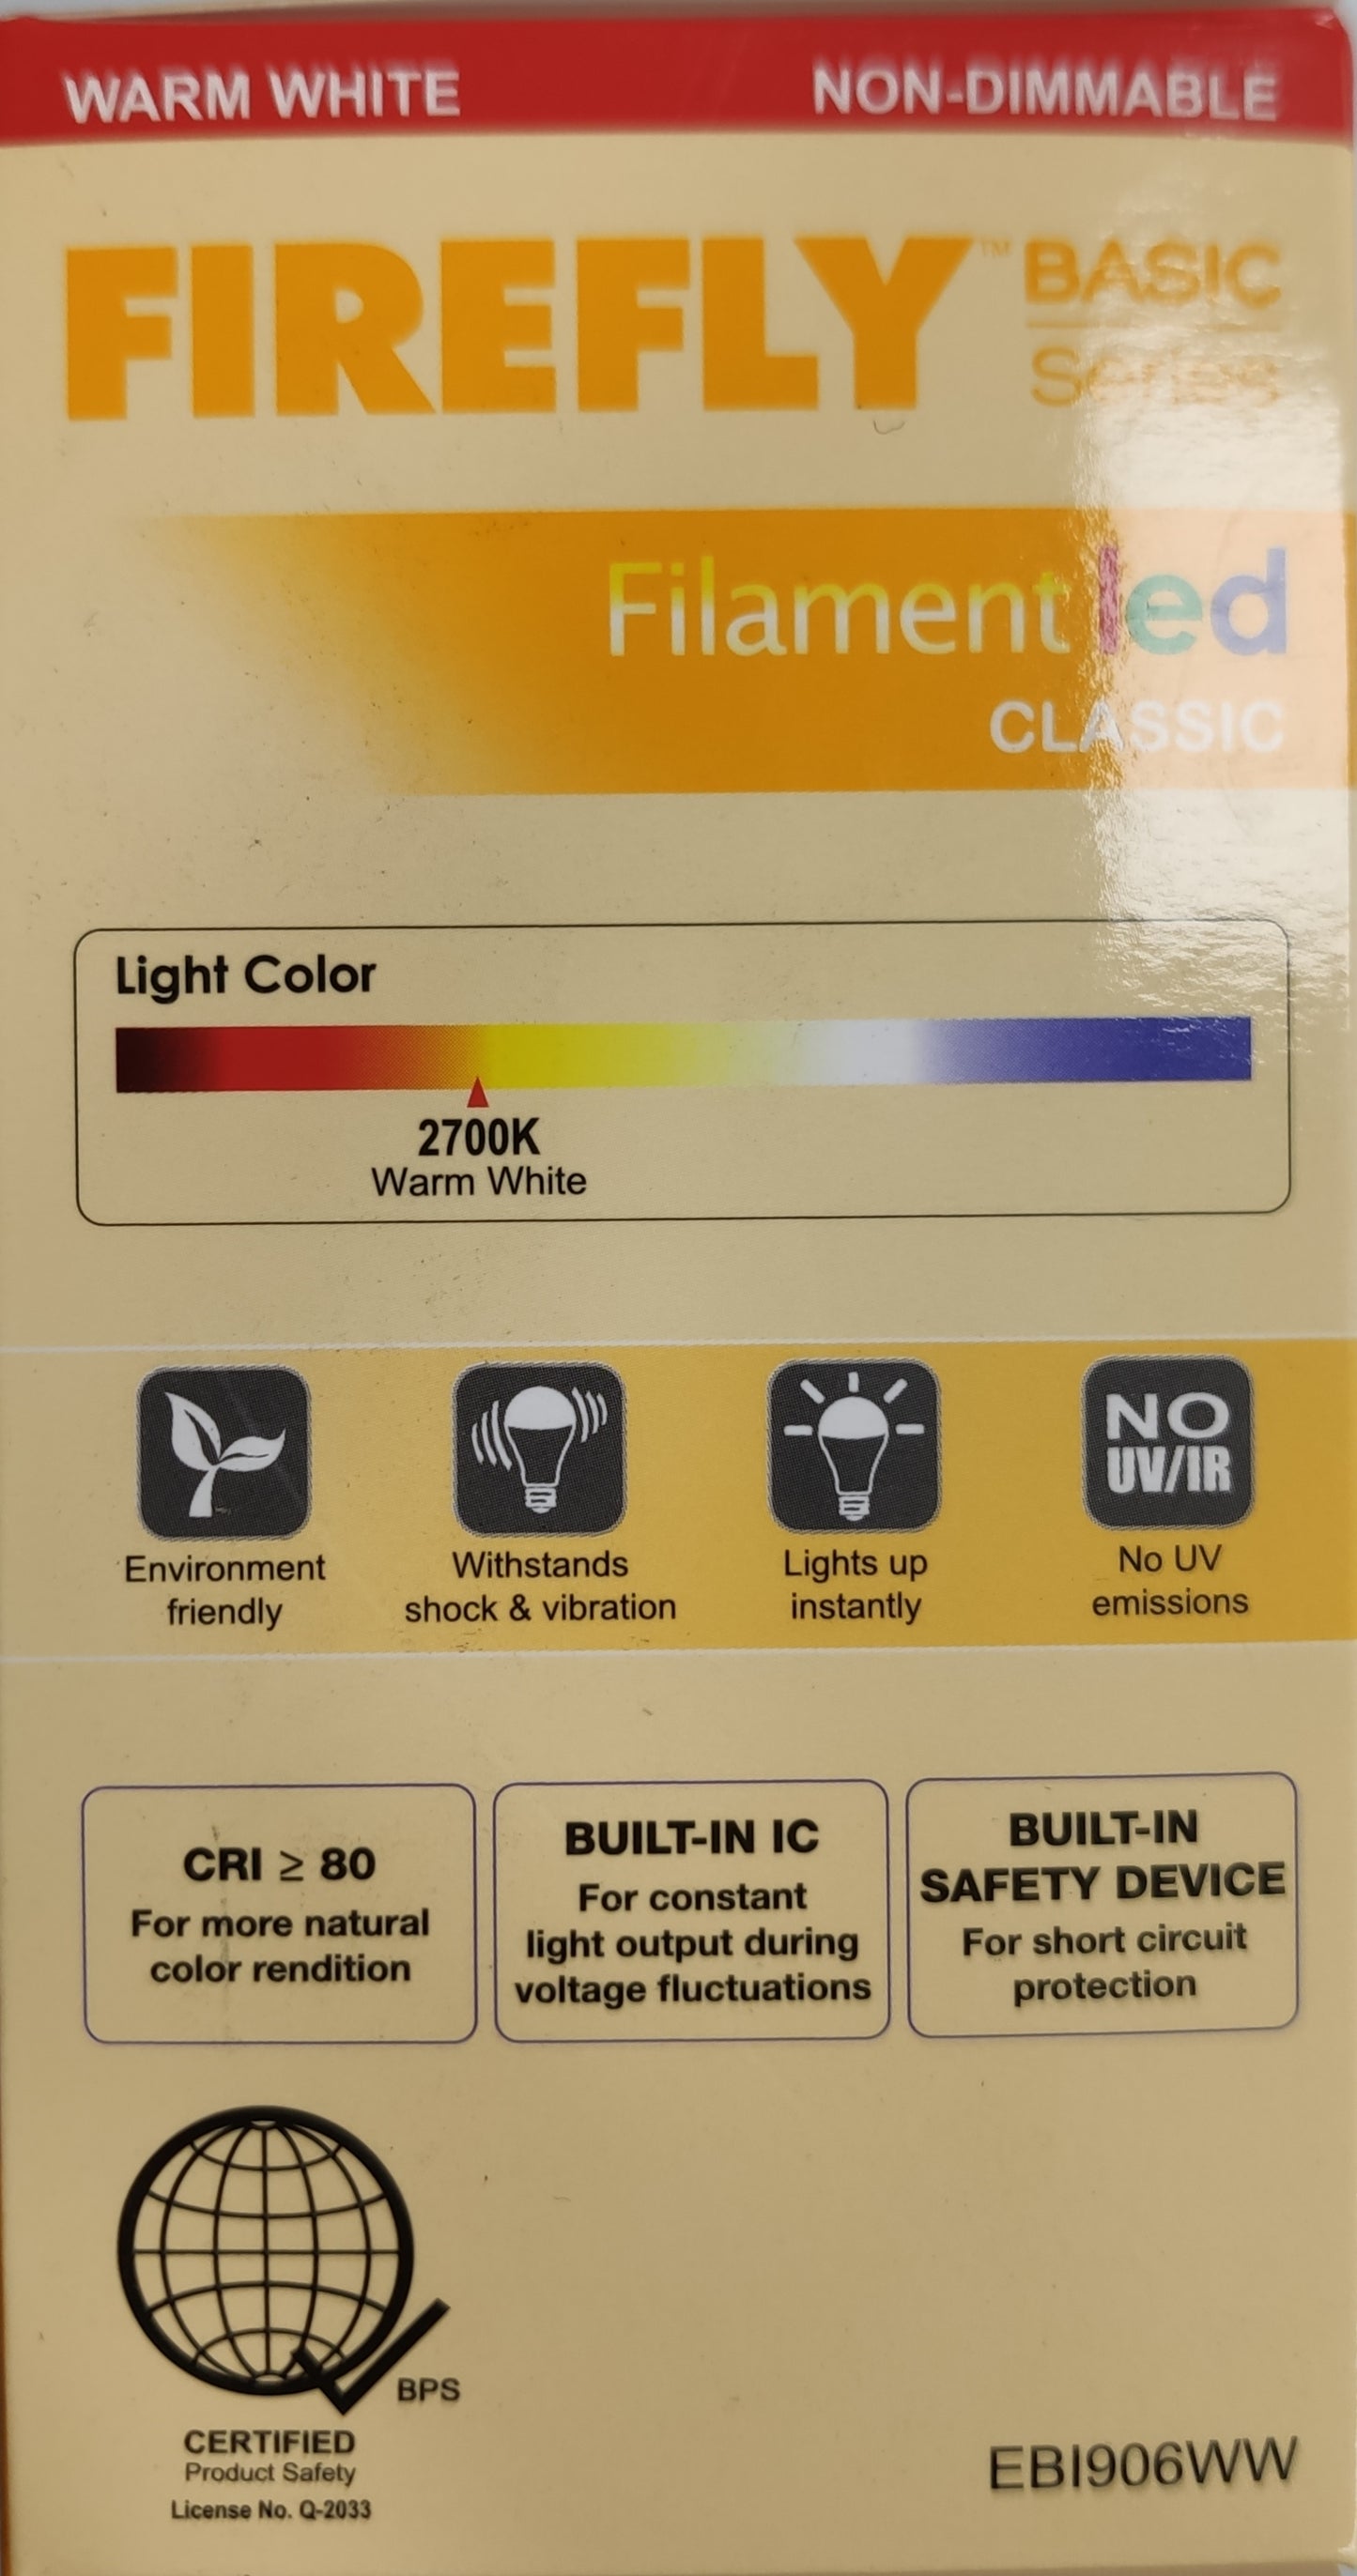 WARM WHITE NON-DIMMABLE
FIREFLY™ BASIC
Series
Filament led
CLASSIC
Light Color
2700K
Warm White
NO
UV/IR
Environment
friendly
Withstands
shock & vibration
Lights up
instantly
No UV
emissions
CRI ≥ 80
For more natural
color rendition
BUILT-IN IC
For constant
light output during
voltage fluctuations
BUILT-IN
SAFETY DEVICE
For short circuit
protection
BPS
CERTIFIED
Product Safety
License No. Q-2033
EBI906WW